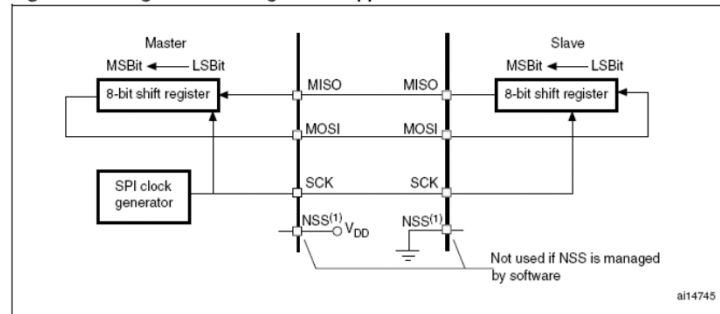 Master
Slave
MSBit
LSBit
MSBit
LSBit
8-bit shift register
MISO
MISO
8-bit shift register
MOSI
MOSI
SPI clock
generator
SCK
SCK
NSS(1)
VDD
NSS(1)
Not used if NSS is managed
by software
ai14745